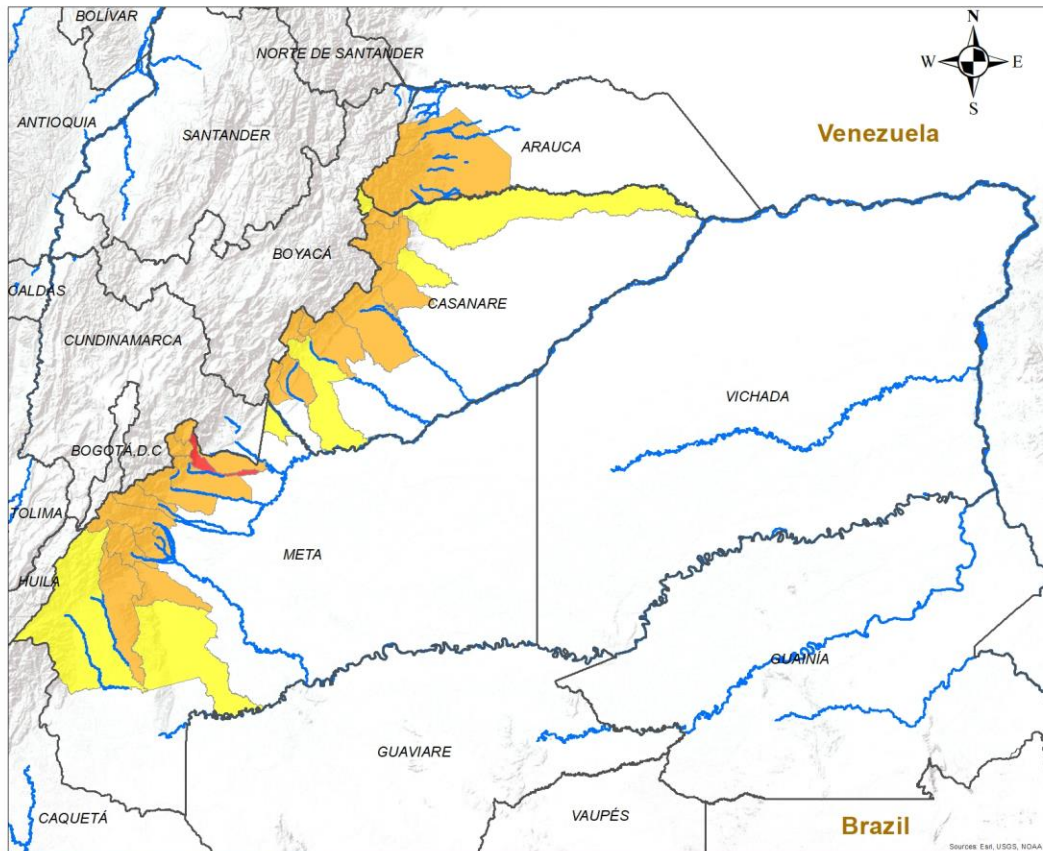 BOLÍVAR
N
NORTE DE SANTANDER
W
E
S
ANTIOQUIA
SANTANDER
Venezuela
ARAUCA
BOYACÁ
CALDAS
CASANARE
CUNDINAMARCA
VICHADA
BOGOTÁ,D.C
TOLIMA
META
HUILA
GUAINÍA
GUAVIARE
CAQUETÁ
VAUPÉS
Brazil
Sources: Esri, USGS, NOAA